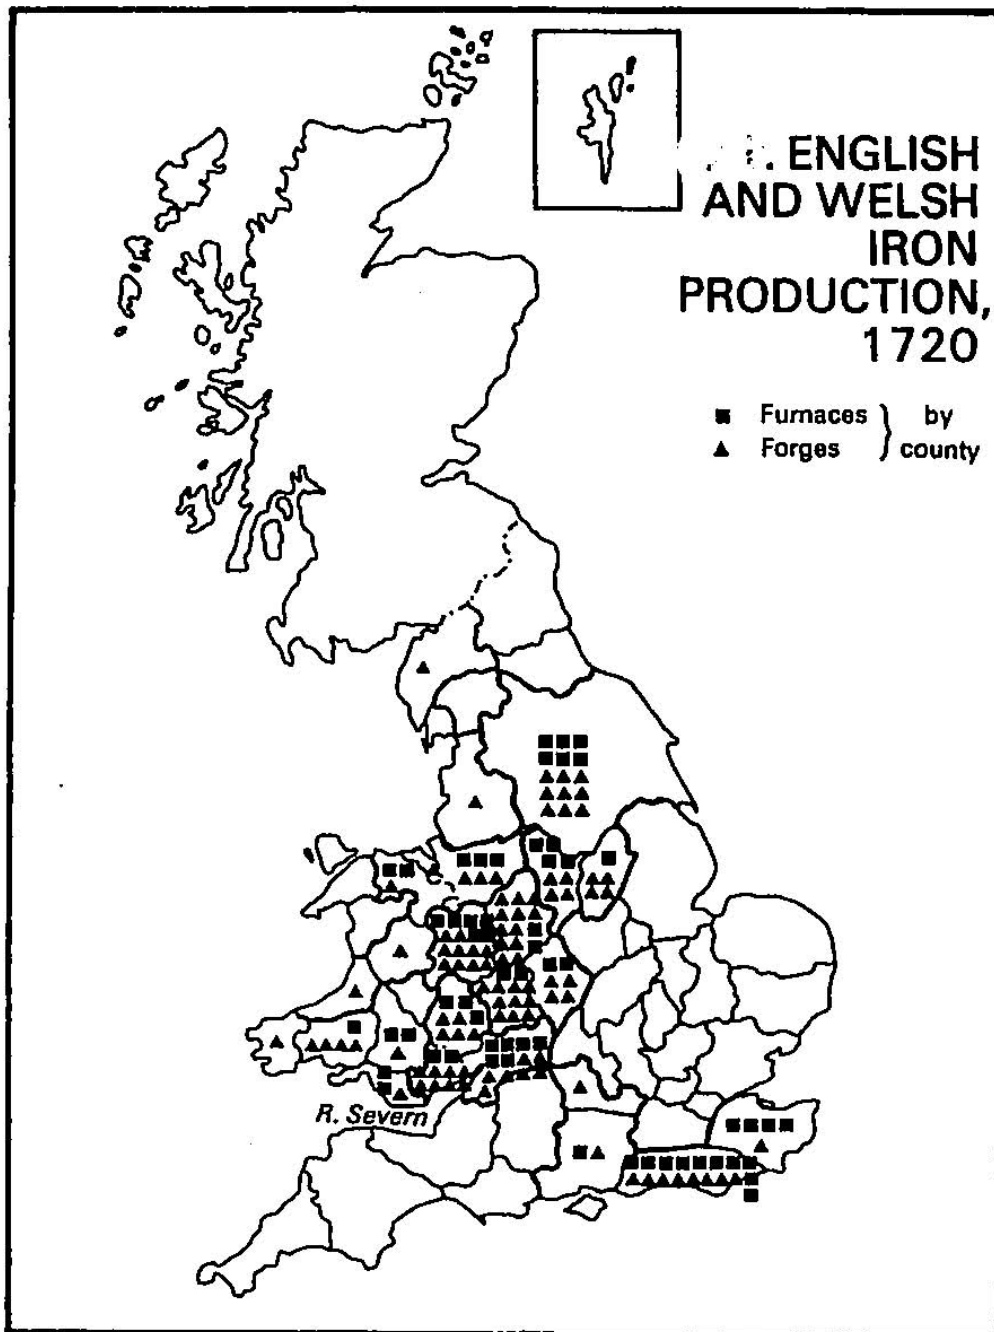 ENGLISH
AND WELSH
IRON
PRODUCTION,
1720
Furnaces } by
Forges county
R. Severn